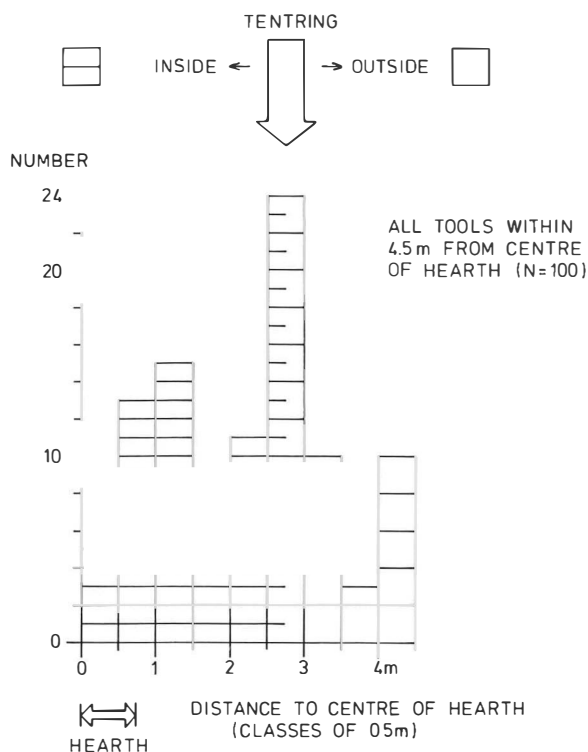 TENTRING
INSIDE ← → OUTSIDE
NUMBER
24
20
10
0
ALL TOOLS WITHIN
4.5m FROM CENTRE
OF HEARTH (N=100)
0 1 2 3 4m
DISTANCE TO CENTRE OF HEARTH
(CLASSES OF 05m)
HEARTH